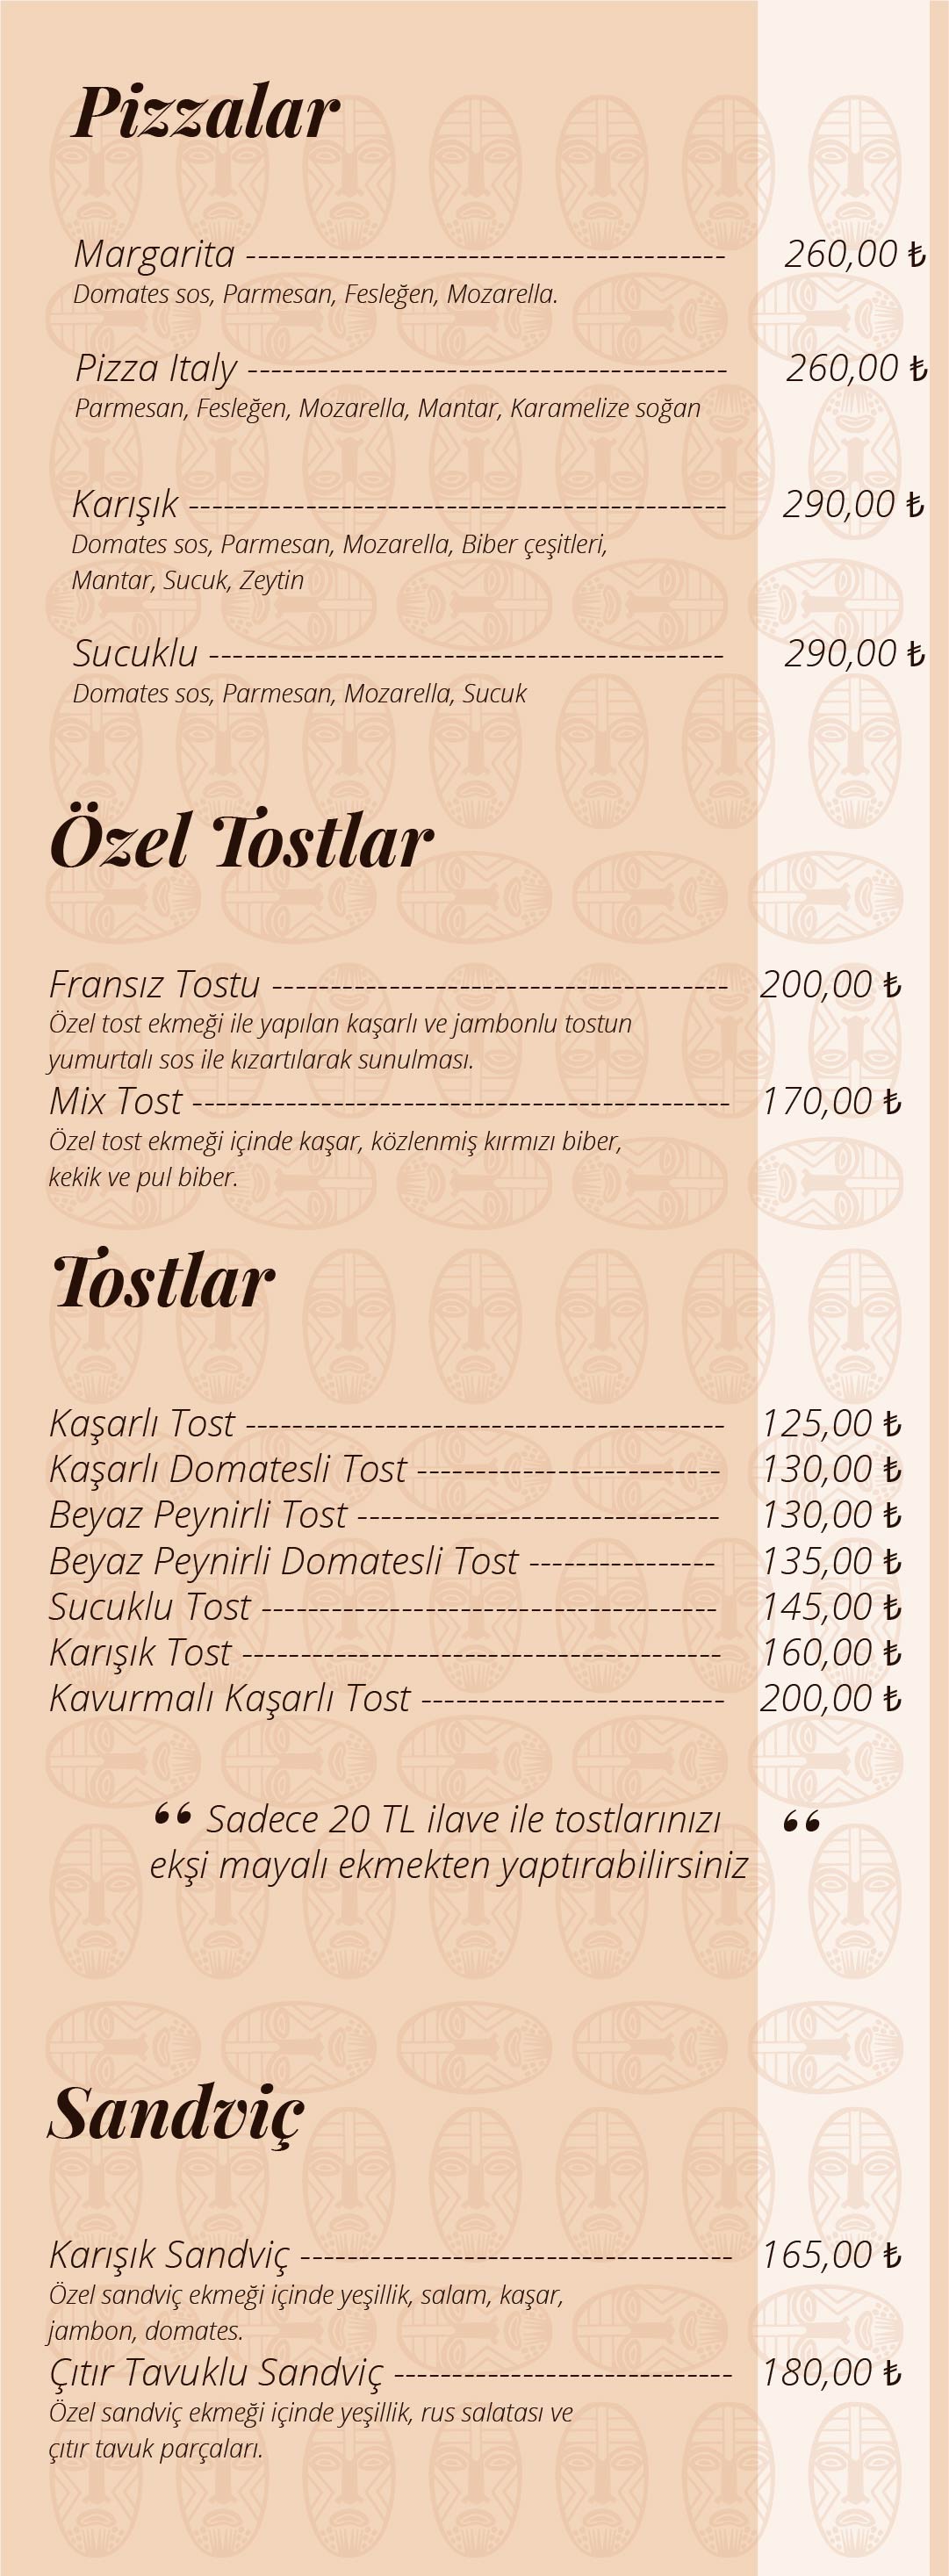 Pizzalar
Margarita ----------------------------------------- 260,00 ₺
Domates sos, Parmesan, Fesleğen, Mozarella.
Pizza Italy ----------------------------------------- 260,00 ₺
Parmesan, Fesleğen, Mozarella, Mantar, Karamelize soğan
Karışık ---------------------------------------------- 290,00 ₺
Domates sos, Parmesan, Mozarella, Biber çeşitleri,
Mantar, Sucuk, Zeytin
Sucuklu -------------------------------------------- 290,00 ₺
Domates sos, Parmesan, Mozarella, Sucuk
Özel Tostlar
Fransız Tostu --------------------------------------- 200,00 ₺
Özel tost ekmeği ile yapılan kaşarlı ve jambonlu tostun
yumurtalı sos ile kızartılarak sunulması.
Mix Tost ---------------------------------------------- 170,00 ₺
Özel tost ekmeği içinde kaşar, közlenmiş kırmızı biber,
kekik ve pul biber.
Tostlar
Kaşarlı Tost ----------------------------------------- 125,00 ₺
Kaşarlı Domatesli Tost -------------------------- 130,00 ₺
Beyaz Peynirli Tost ------------------------------- 130,00 ₺
Beyaz Peynirli Domatesli Tost ---------------- 135,00 ₺
Sucuklu Tost --------------------------------------- 145,00 ₺
Karışık Tost ----------------------------------------- 160,00 ₺
Kavurmalı Kaşarlı Tost -------------------------- 200,00 ₺
“ Sadece 20 TL ilave ile tostlarınızı “
ekşi mayalı ekmekten yaptırabilirsiniz
Sandviç
Karışık Sandviç ------------------------------------- 165,00 ₺
Özel sandviç ekmeği içinde yeşillik, salam, kaşar,
jambon, domates.
Çıtır Tavuklu Sandviç ----------------------------- 180,00 ₺
Özel sandviç ekmeği içinde yeşillik, rus salatası ve
çıtır tavuk parçaları.